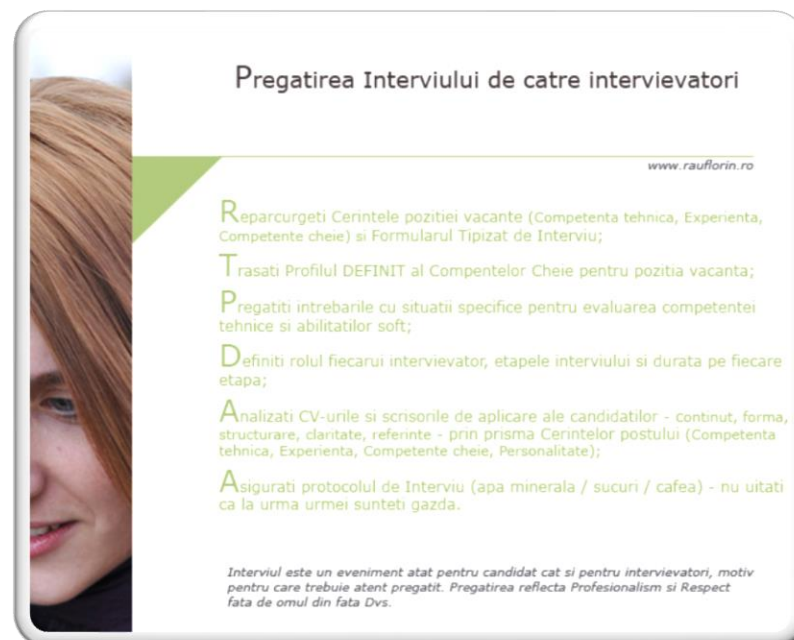 Pregatirea Interviului de catre intervievatori
www.rauflorin.ro
Reparcurgeti Cerintele pozitiei vacante (Competenta tehnica, Experienta,
Competente cheie) si Formularul Tipizat de Interviu;
Trasati Profilul DEFINIT al Compentelor Cheie pentru pozitia vacanta;
Pregatiti intrebarile cu situatii specifice pentru evaluarea competentei
tehnice si abilitatilor soft;
Definiti rolul fiecarui intervievator, etapele interviului si durata pe fiecare
etapa;
Analizati CV-urile si scrisorile de aplicare ale candidatilor - continut, forma,
structurare, claritate, referinte - prin prisma Cerintelor postului (Competenta
tehnica, Experienta, Competente cheie, Personalitate);
Asigurati protocolul de Interviu (apa minerala / sucuri / cafea) - nu uitati
ca la urma urmei sunteti gazda.
Interviul este un eveniment atat pentru candidat cat si pentru intervievatori, motiv
pentru care trebuie atent pregatit. Pregatirea reflecta Profesionalism si Respect
fata de omul din fata Dvs.